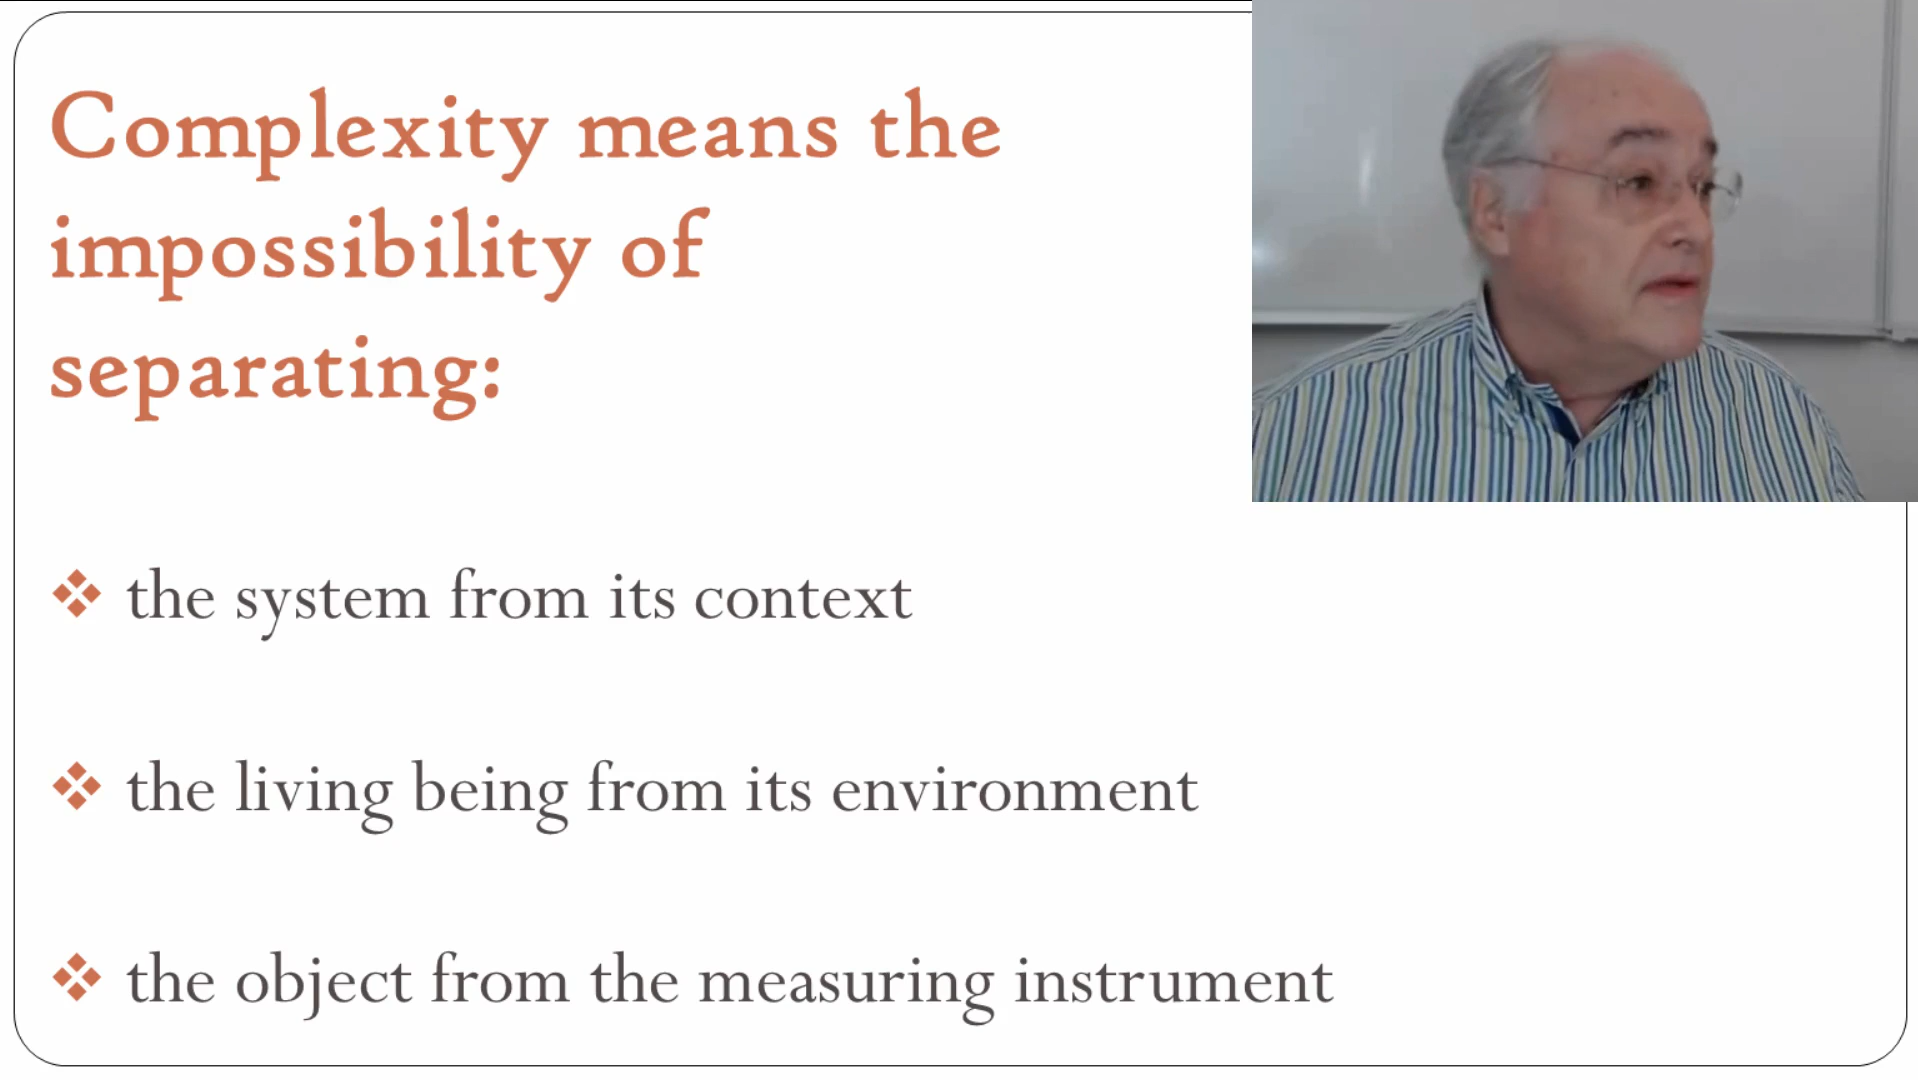 Complexity means the
impossibility of
separating:
the system from its context
the living being from its environment
the object from the measuring instrument